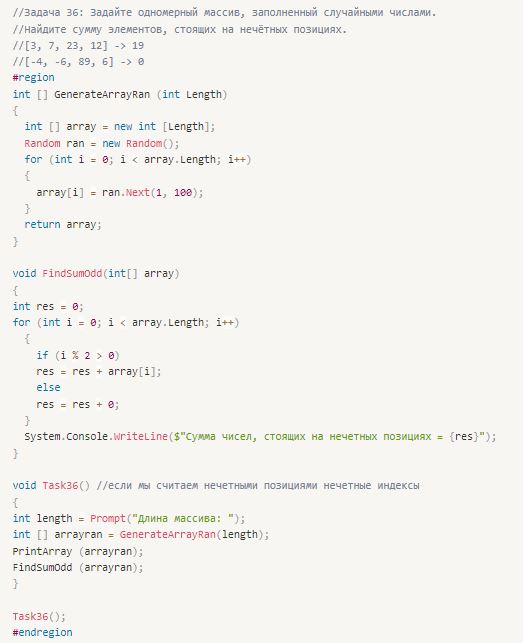 //Задача 36: Задайте одномерный массив, заполненный случайными числами.
//Найдите сумму элементов, стоящих на нечётных позициях.
//[3, 7, 23, 12] -> 19
//[-4, -6, 89, 6] -> 0
#region
int [] GenerateArrayRan (int Length)
{
  int [] array = new int [Length];
  Random ran = new Random();
  for (int i = 0; i < array.Length; i++)
  {
    array[i] = ran.Next(1, 100);
  }
  return array;
}

void FindSumOdd(int[] array)
{
int res = 0;
for (int i = 0; i < array.Length; i++)
  {
    if (i % 2 > 0)
    res = res + array[i];
    else
    res = res + 0;
  }
  System.Console.WriteLine($"Сумма чисел, стоящих на нечетных позициях = {res}");
}

void Task36() //если мы считаем нечетными позициями нечетные индексы
{
int length = Prompt("Длина массива: ");
int [] arrayran = GenerateArrayRan(length);
PrintArray (arrayran);
FindSumOdd (arrayran);
}

Task36();
#endregion